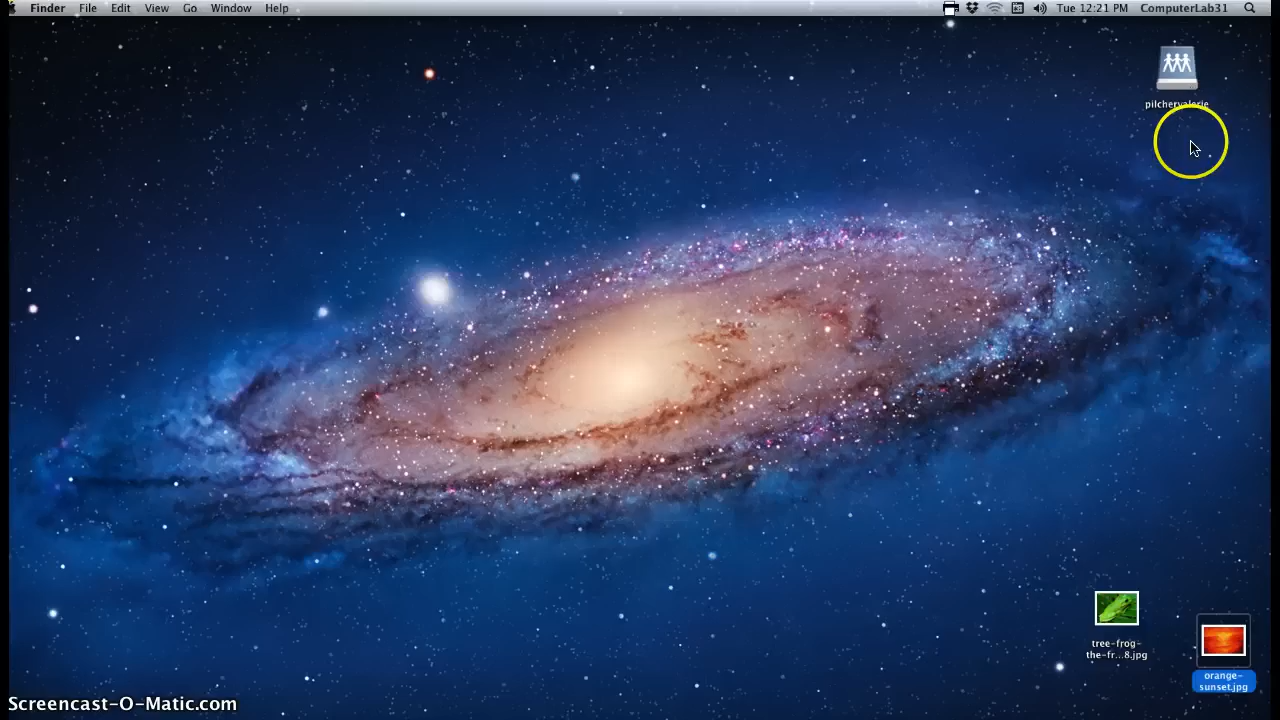 Finder File Edit View Go Window Help Tue 12:21 PM ComputerLab31
pilchervalerie
tree-frog-
the-fr...8.jpg
orange-
sunset.jpg
Screencast-O-Matic.com